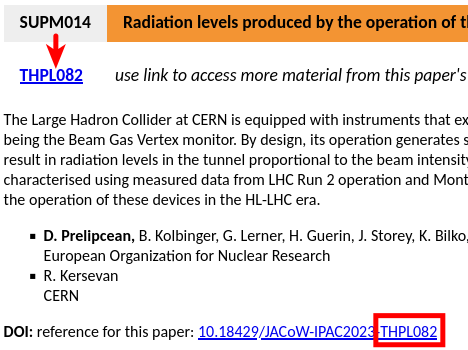 SUPM014 Radiation levels produced by the operation of t
THPL082 use link to access more material from this paper's
The Large Hadron Collider at CERN is equipped with instruments that ex
being the Beam Gas Vertex monitor. By design, its operation generates s
result in radiation levels in the tunnel proportional to the beam intensity
characterised using measured data from LHC Run 2 operation and Mont
the operation of these devices in the HL-LHC era.
▪ D. Prelipcean, B. Kolbinger, G. Lerner, H. Guerin, J. Storey, K. Bilko,
European Organization for Nuclear Research
▪ R. Kersevan
CERN
DOI: reference for this paper: 10.18429/JACoW-IPAC2023-THPL082